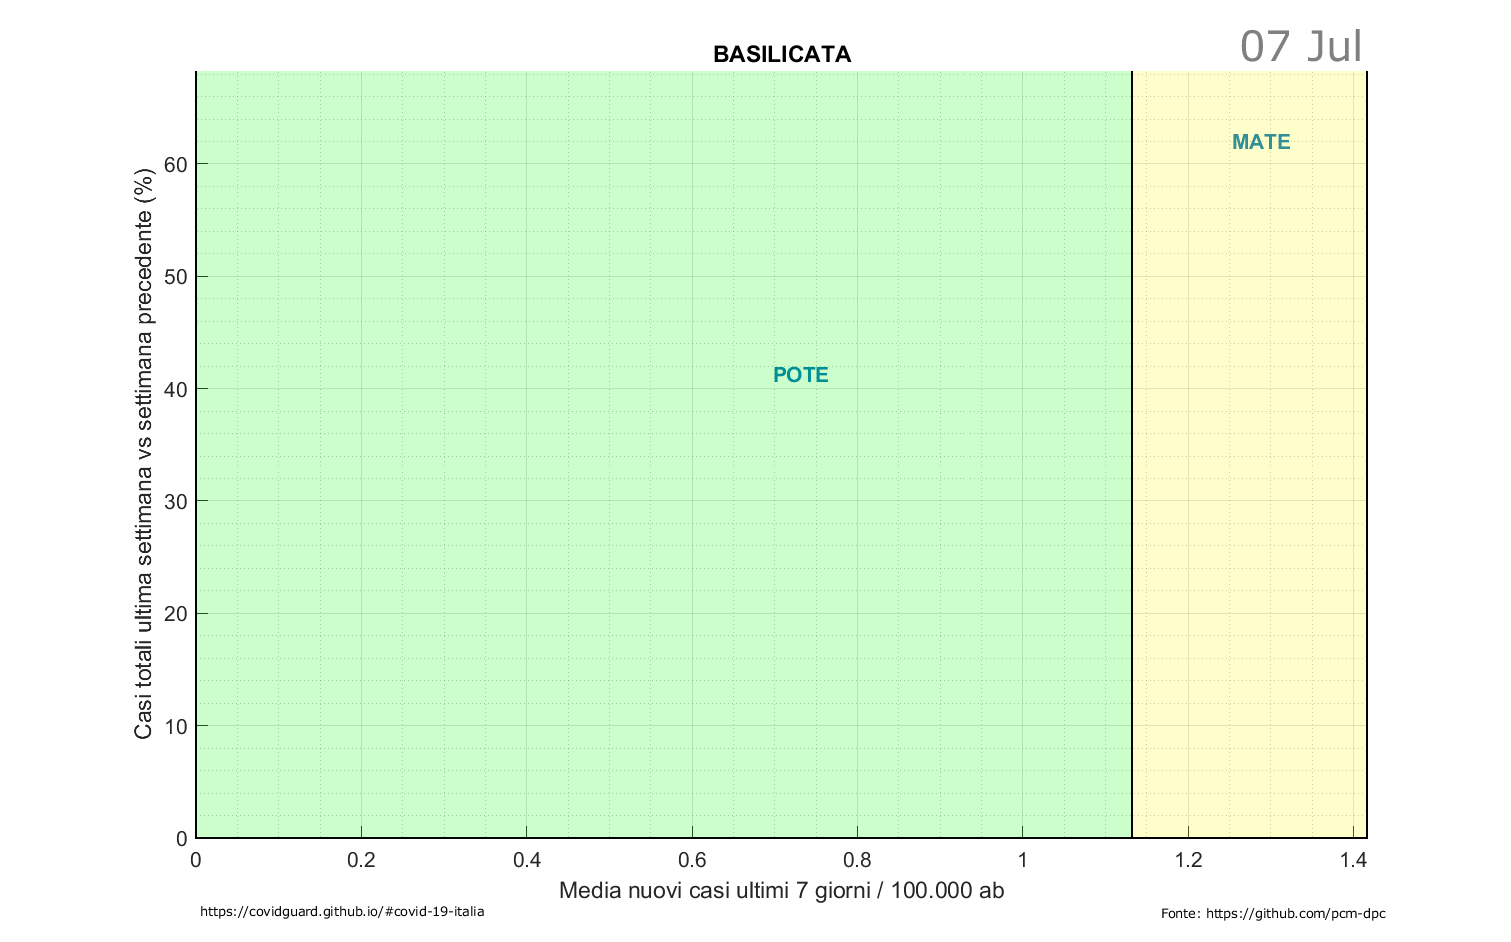 07 Jul
BASILICATA
MATE
POTE
Casi totali ultima settimana vs settimana precedente (%)
60
50
40
30
20
10
0
0 0.2 0.4 0.6 0.8 1 1.2 1.4
Media nuovi casi ultimi 7 giorni / 100.000 ab
https://covidguard.github.io/#covid-19-italia
Fonte: https://github.com/pcm-dpc